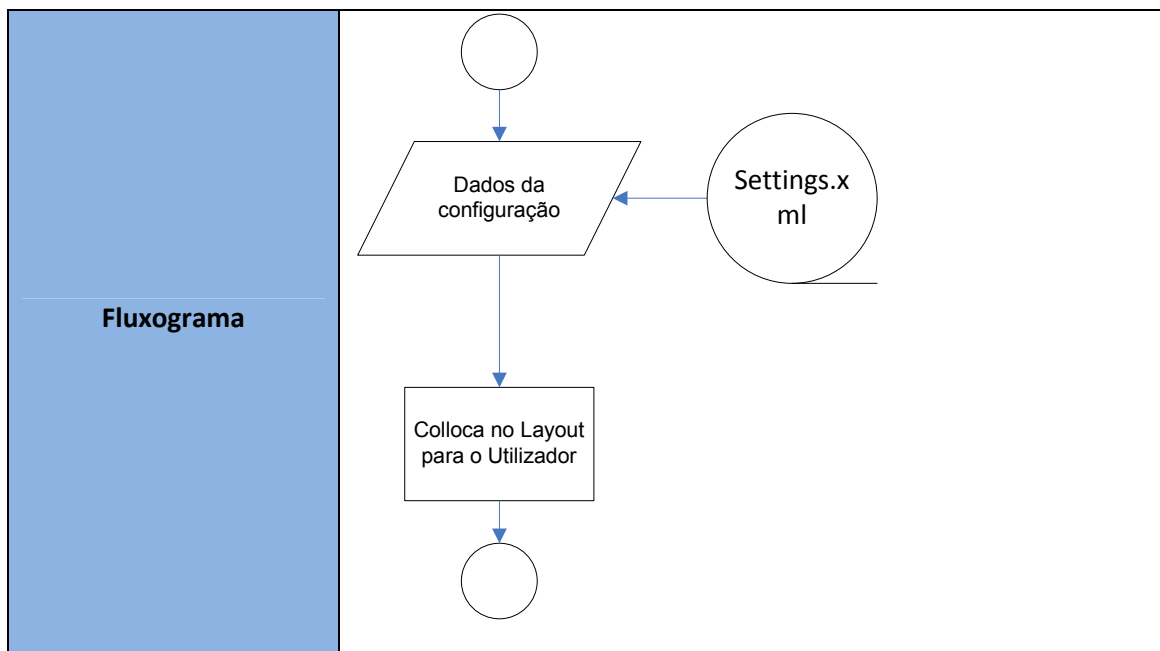 Fluxograma
Dados da
configuração
Settings.x
ml
Colloca no Layout
para o Utilizador